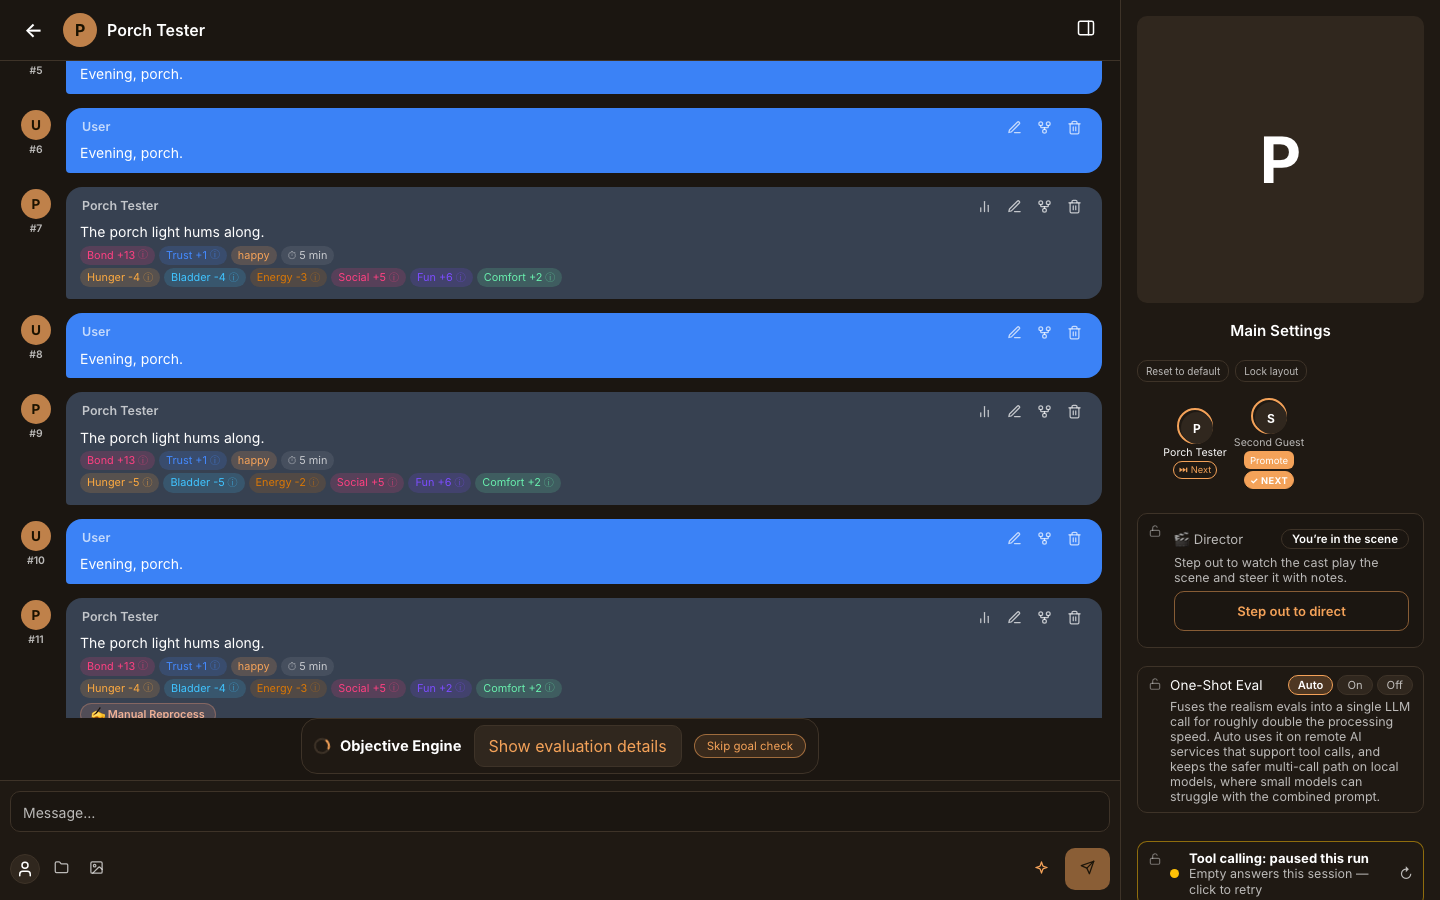 P
Porch Tester
#5
Evening, porch.
U
#6
User
Evening, porch.
P
#7
Porch Tester
The porch light hums along.
Bond +13 ⓘ Trust +1 ⓘ happy ⏱ 5 min
Hunger -4 ⓘ Bladder -4 ⓘ Energy -3 ⓘ Social +5 ⓘ Fun +6 ⓘ Comfort +2 ⓘ
U
#8
User
Evening, porch.
P
#9
Porch Tester
The porch light hums along.
Bond +13 ⓘ Trust +1 ⓘ happy ⏱ 5 min
Hunger -5 ⓘ Bladder -5 ⓘ Energy -2 ⓘ Social +5 ⓘ Fun +6 ⓘ Comfort +2 ⓘ
U
#10
User
Evening, porch.
P
#11
Porch Tester
The porch light hums along.
Bond +13 ⓘ Trust +1 ⓘ happy ⏱ 5 min
Hunger -4 ⓘ Bladder -4 ⓘ Energy -3 ⓘ Social +5 ⓘ Fun +2 ⓘ Comfort +2 ⓘ
✍ Manual Reprocess
Objective Engine Show evaluation details Skip goal check
Message...
P
Main Settings
Reset to default Lock layout
P
Porch Tester
⏭ Next
S
Second Guest
Promote
✓ NEXT
🎬 Director You're in the scene
Step out to watch the cast play the
scene and steer it with notes.
Step out to direct
One-Shot Eval Auto On Off
Fuses the realism evals into a single LLM
call for roughly double the processing
speed. Auto uses it on remote AI
services that support tool calls, and
keeps the safer multi-call path on local
models, where small models can
struggle with the combined prompt.
Tool calling: paused this run
Empty answers this session —
click to retry